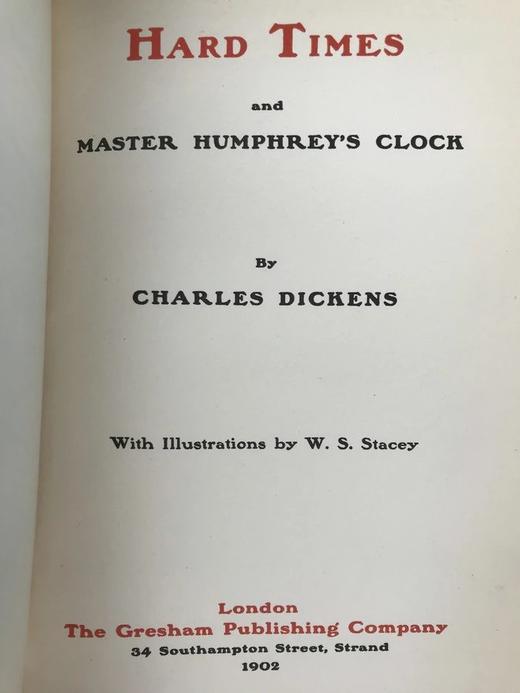 HARD TIMES
and
MASTER HUMPHREY'S CLOCK
By
CHARLES DICKENS
With Illustrations by W. S. Stacey
London
The Gresham Publishing Company
34 Southampton Street, Strand
1902